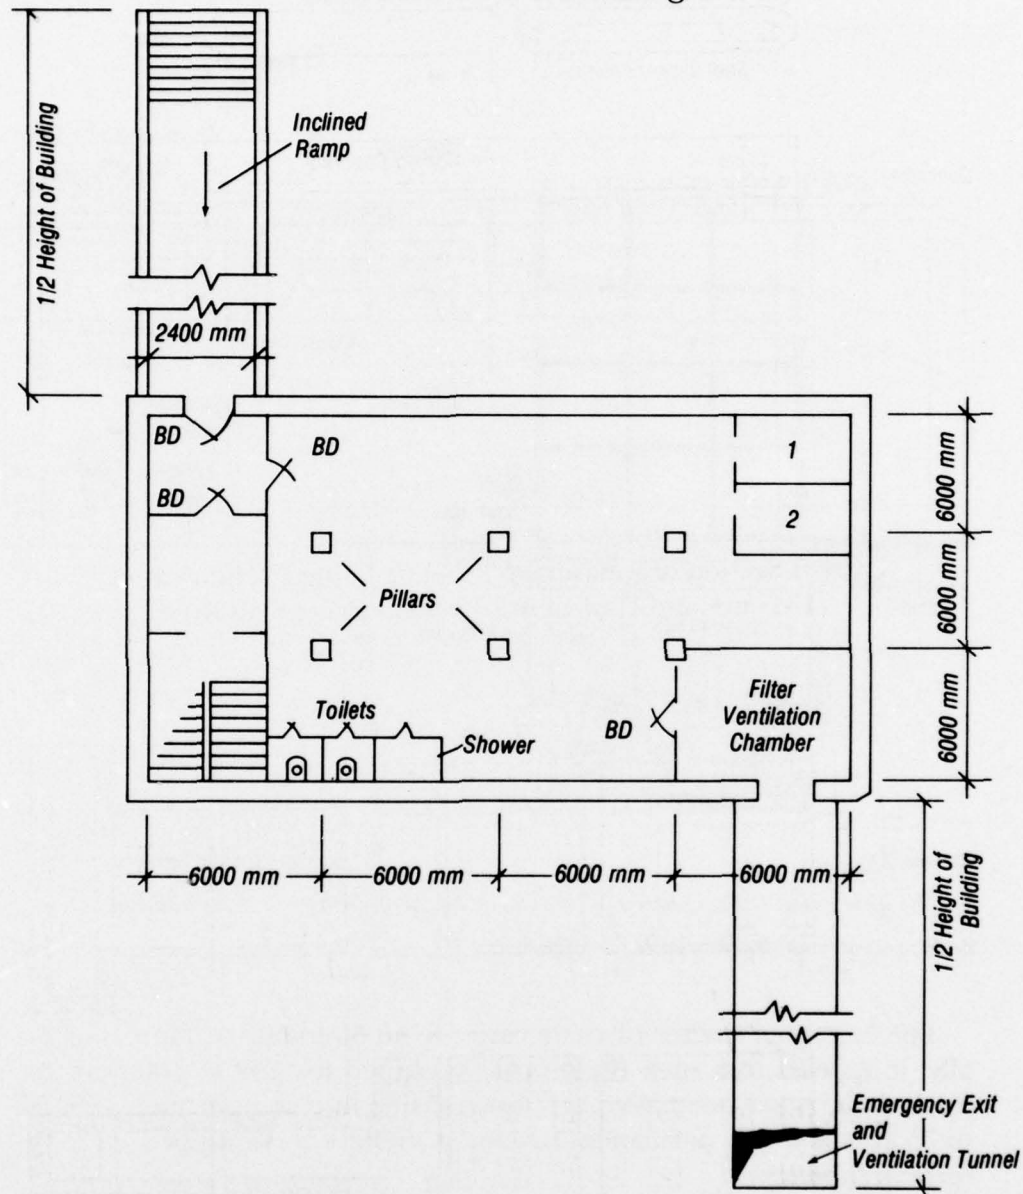 1/2 Height of Building
Inclined
Ramp
2400 mm
BD
BD
BD
1
2
6000 mm
6000 mm
6000 mm
Pillars
Toilets
Shower
BD
Filter
Ventilation
Chamber
6000 mm
6000 mm
6000 mm
6000 mm
1/2 Height of
Building
Emergency Exit
and
Ventilation Tunnel